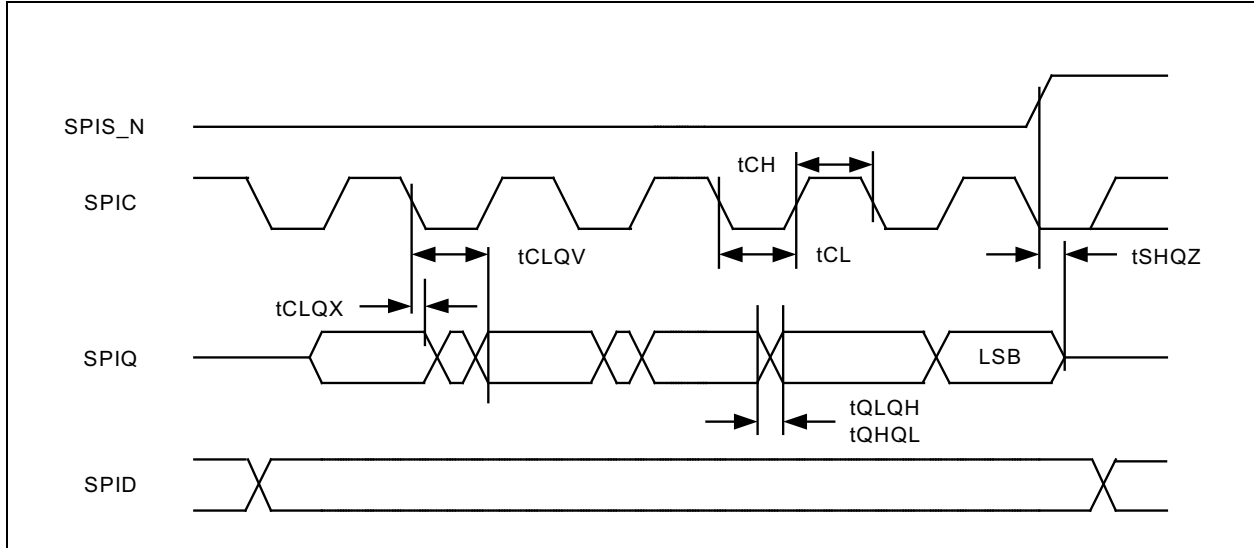 SPIS_N
tCH
SPIC
tCLQV
tCL
tSHQZ
tCLQX
SPIQ
LSB
tQLQH
tQHQL
SPID